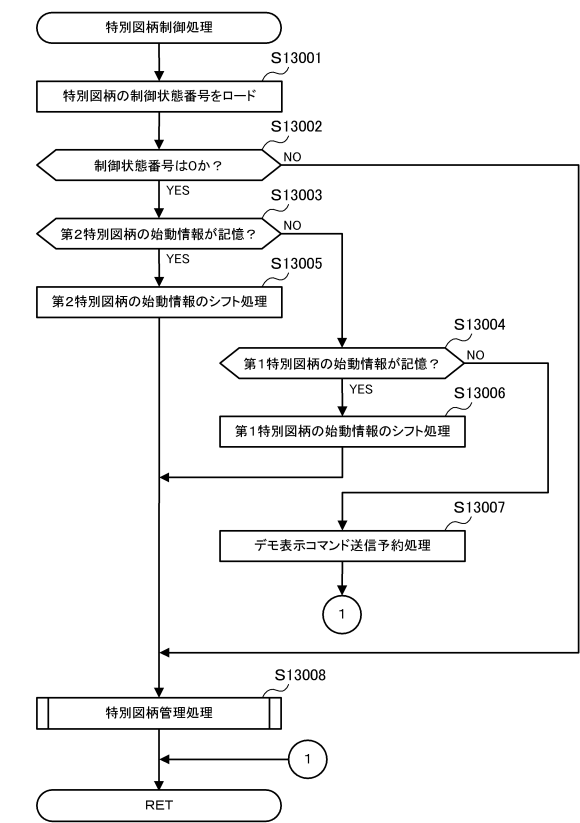 特別図柄制御処理
S13001
特別図柄の制御状態番号をロード
S13002
制御状態番号は0か？
NO
YES
S13003
第2特別図柄の始動情報が記憶？
NO
YES
S13005
第2特別図柄の始動情報のシフト処理
S13004
第1特別図柄の始動情報が記憶？
NO
YES
S13006
第1特別図柄の始動情報のシフト処理
S13007
デモ表示コマンド送信予約処理
1
S13008
特別図柄管理処理
1
RET